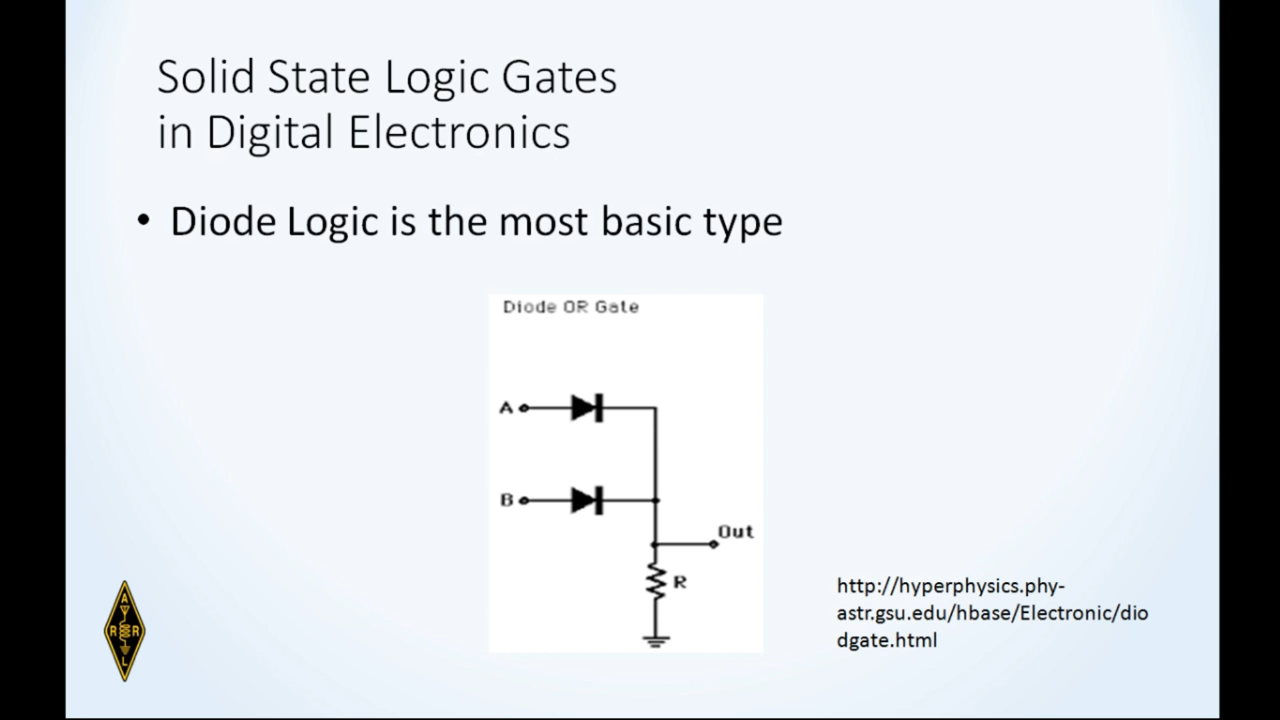 Solid State Logic Gates
in Digital Electronics
• Diode Logic is the most basic type
Diode OR Gate
A
B
Out
R
http://hyperphysics.phy-
astr.gsu.edu/hbase/Electronic/dio
dgate.html
A
R R
L